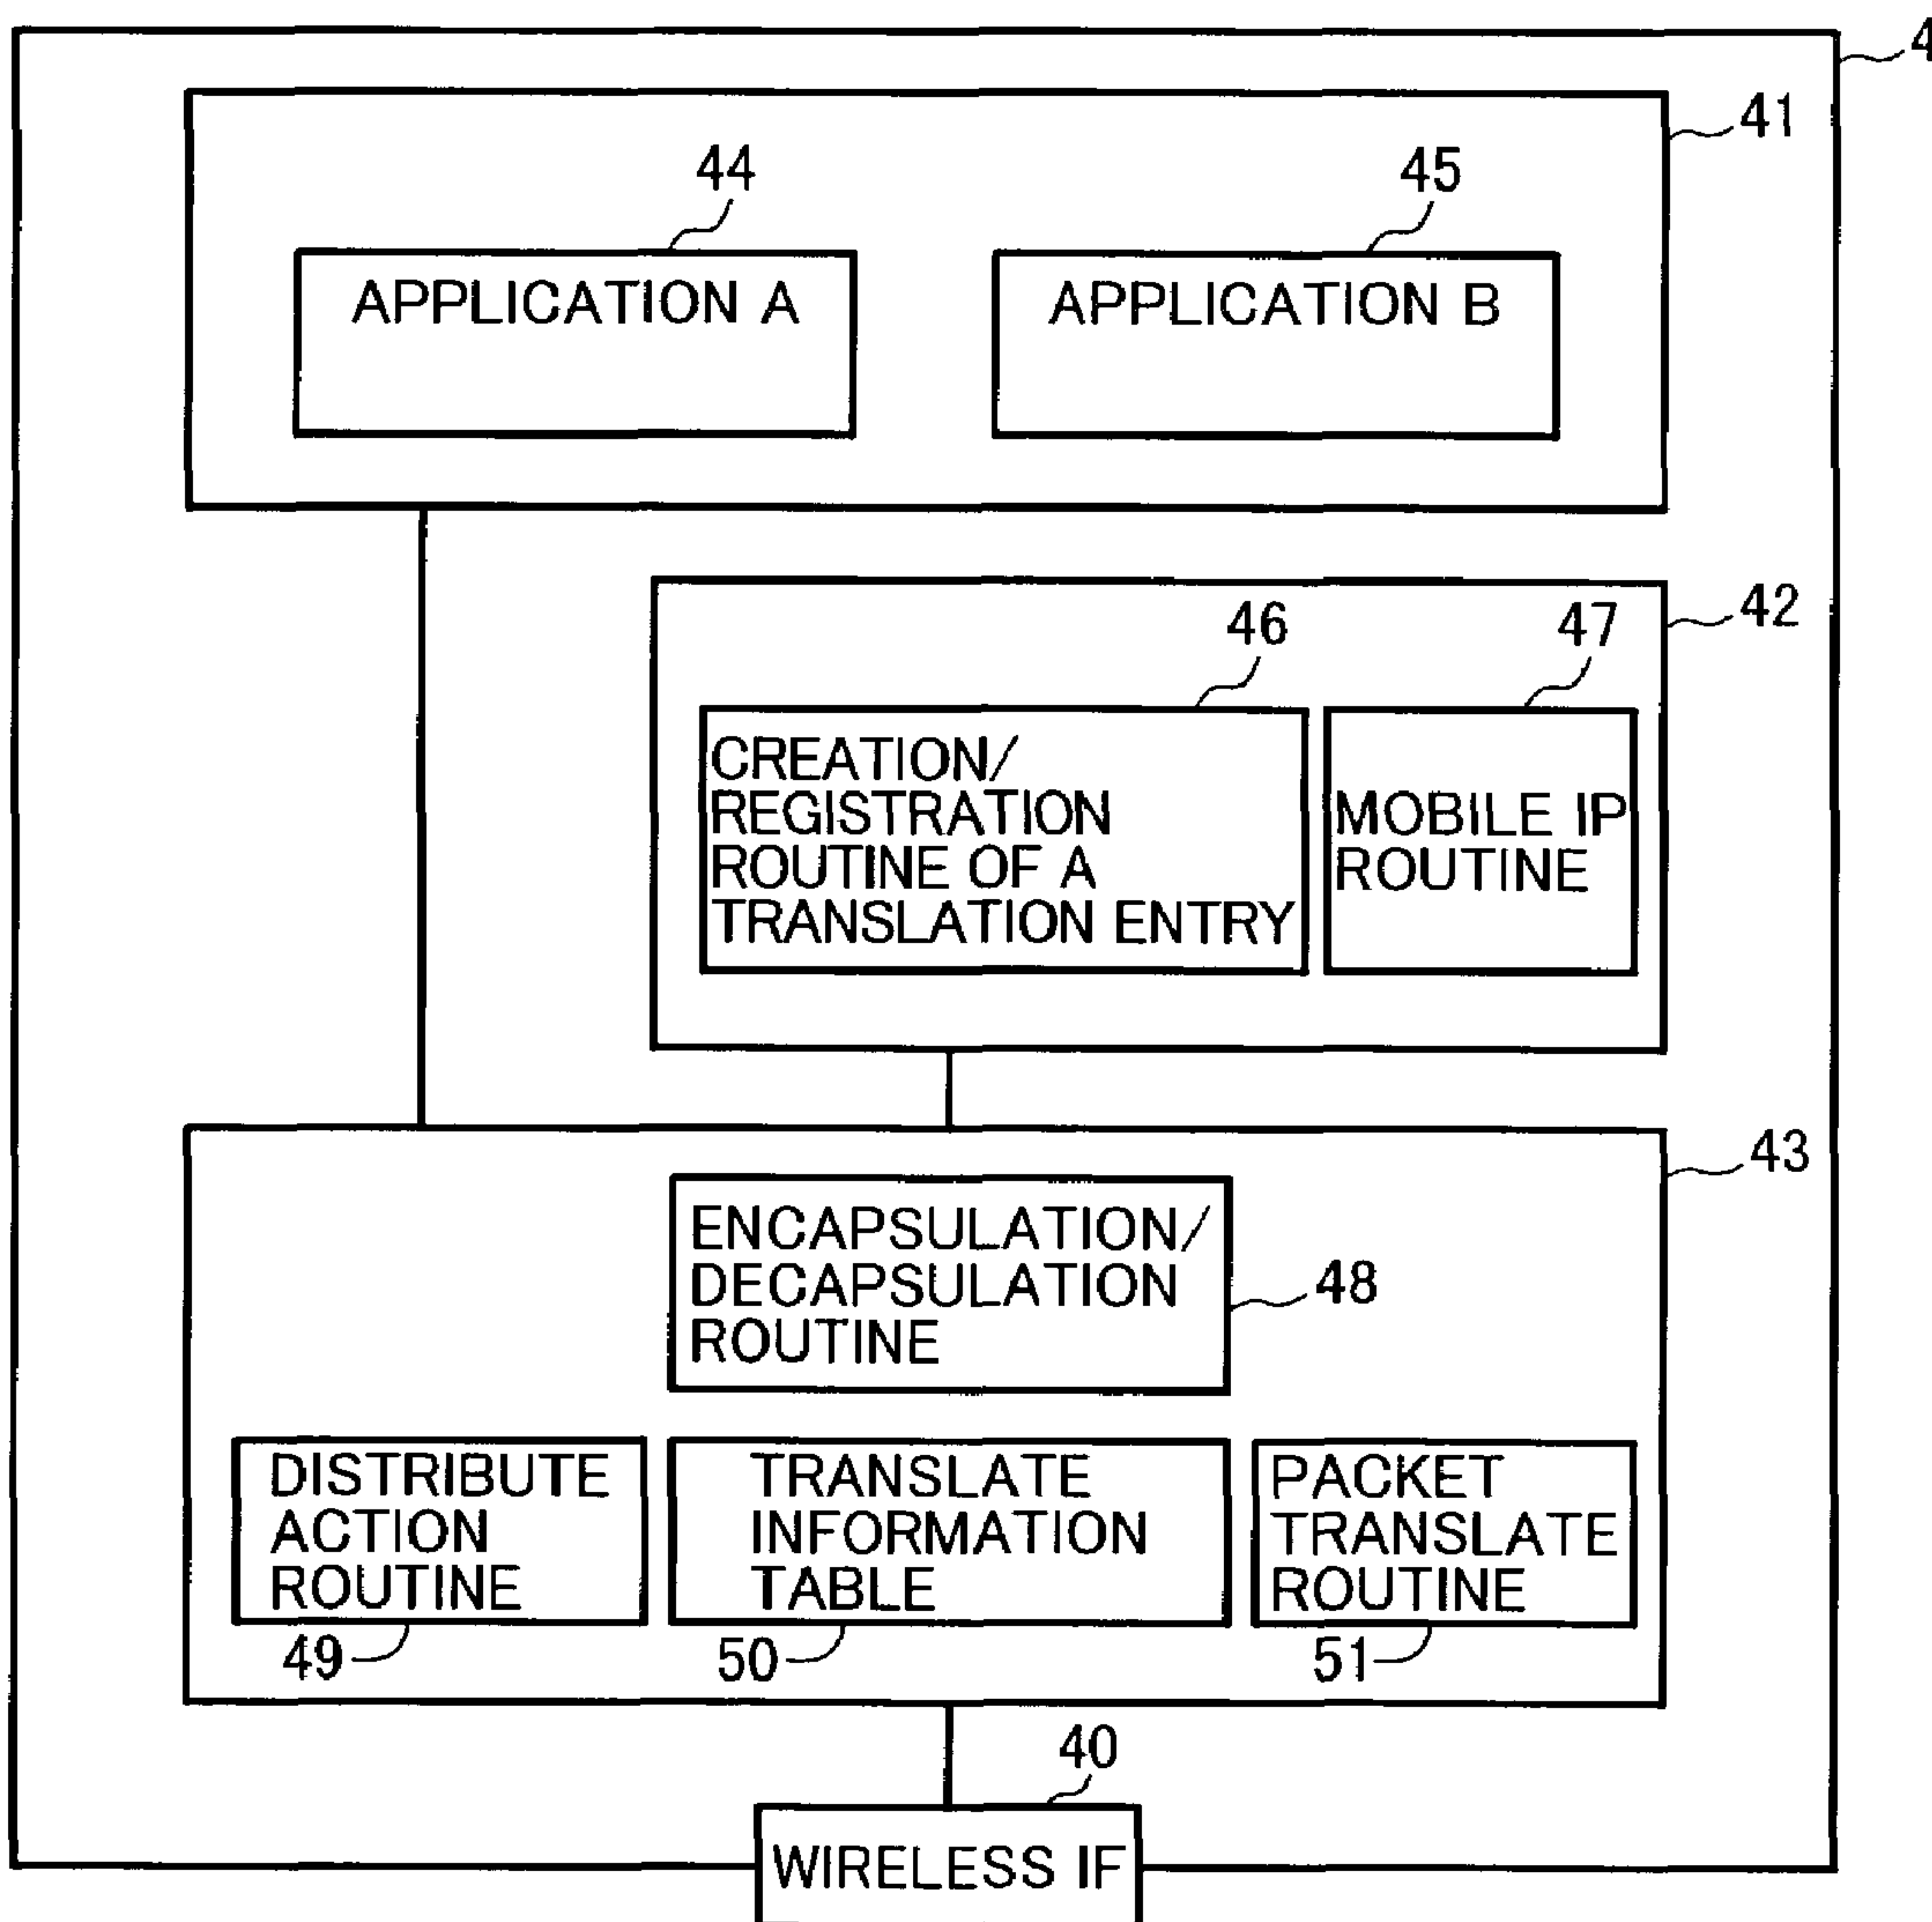 4
41
44
45
APPLICATION A
APPLICATION B
42
46
47
CREATION/
REGISTRATION
ROUTINE OF A
TRANSLATION ENTRY
MOBILE IP
ROUTINE
43
ENCAPSULATION/
DECAPSULATION
ROUTINE
48
DISTRIBUTE
ACTION
ROUTINE
TRANSLATE
INFORMATION
TABLE
PACKET
TRANSLATE
ROUTINE
49
50
51
40
WIRELESS IF